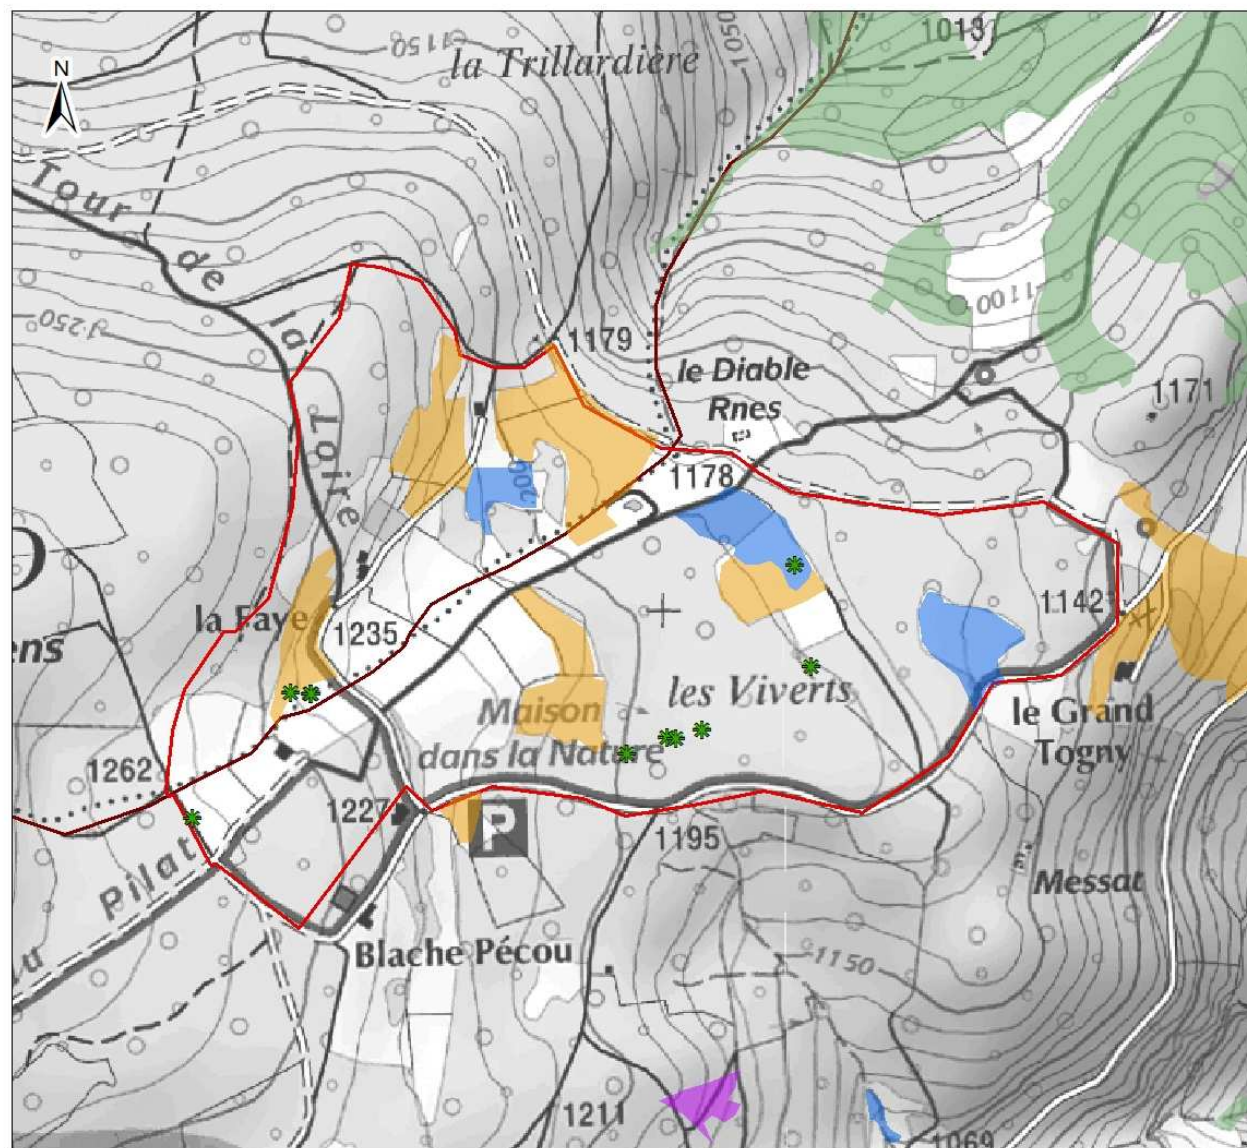 N
1013
1050
1150
la Trillardière
Tour de la Loire
1250
1100
1179
le Diable
Rnes
1171
1178
200
la Faye
1235
1142
ens
les Viverts
Maison
dans la Nature
le Grand
Togny
1262
1227
P
1195
Pilat
Messat
Blache Pécou
1150
1211
1069